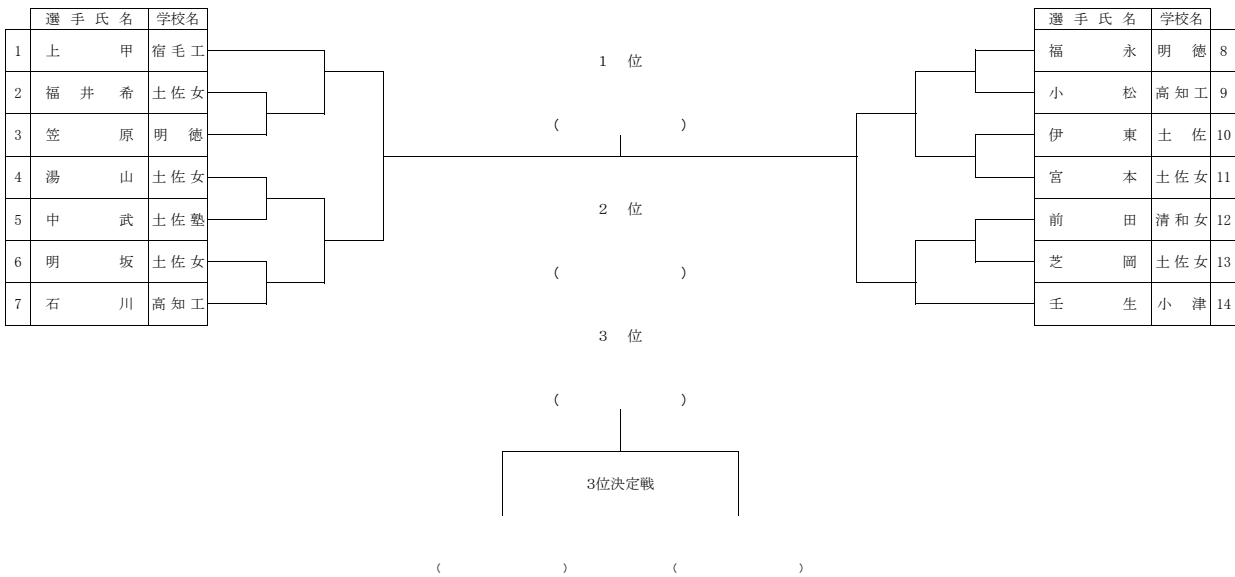 選手氏名 学校名
1 上甲 宿毛工
2 福井希 土佐女
3 笠原 明徳
4 湯山 土佐女
5 中武 土佐塾
6 明坂 土佐女
7 石川 高知工
1 位
( )
2 位
( )
3 位
( )
3位決定戦
( ) ( )
選手氏名 学校名
福永 明徳 8
小松 高知工 9
伊東 土佐 10
宮本 土佐女 11
前田 清和女 12
芝岡 土佐女 13
壬生 小津 14